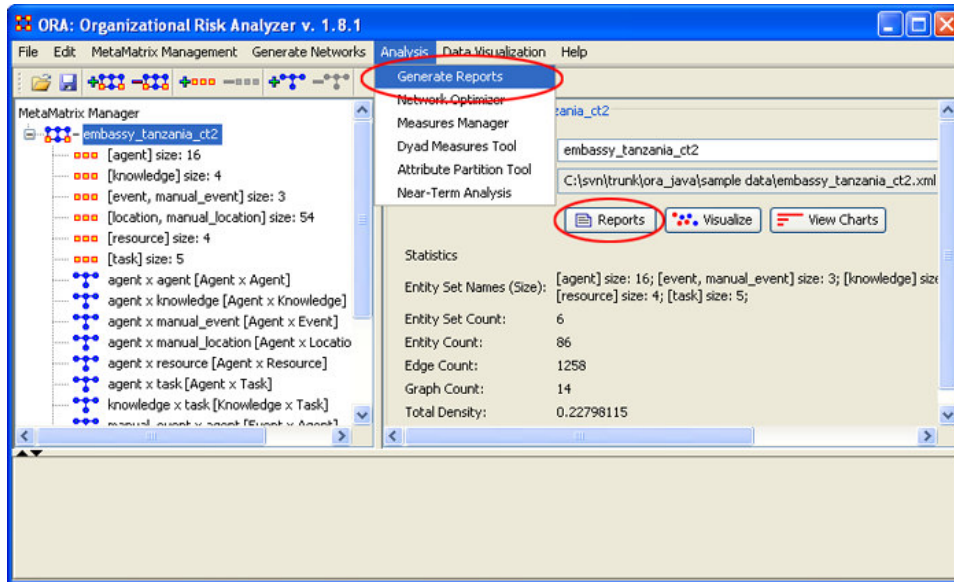 ORA: Organizational Risk Analyzer v. 1.8.1
File Edit MetaMatrix Management Generate Networks Analysis Data Visualization Help
Generate Reports
Network Optimizer
Measures Manager
Dyad Measures Tool
Attribute Partition Tool
Near-Term Analysis
MetaMatrix Manager
embassy_tanzania_ct2
[agent] size: 16
[knowledge] size: 4
[event, manual_event] size: 3
[location, manual_location] size: 54
[resource] size: 4
[task] size: 5
agent x agent [Agent x Agent]
agent x knowledge [Agent x Knowledge]
agent x manual_event [Agent x Event]
agent x manual_location [Agent x Locatio
agent x resource [Agent x Resource]
agent x task [Agent x Task]
knowledge x task [Knowledge x Task]
manual_event x agent [Event x Agent]
zania_ct2
embassy_tanzania_ct2
C:\svn\trunk\ora_java\sample data\embassy_tanzania_ct2.xml
Reports Visualize View Charts
Statistics
Entity Set Names (Size): [agent] size: 16; [event, manual_event] size: 3; [knowledge] size
[resource] size: 4; [task] size: 5;
Entity Set Count: 6
Entity Count: 86
Edge Count: 1258
Graph Count: 14
Total Density: 0.22798115